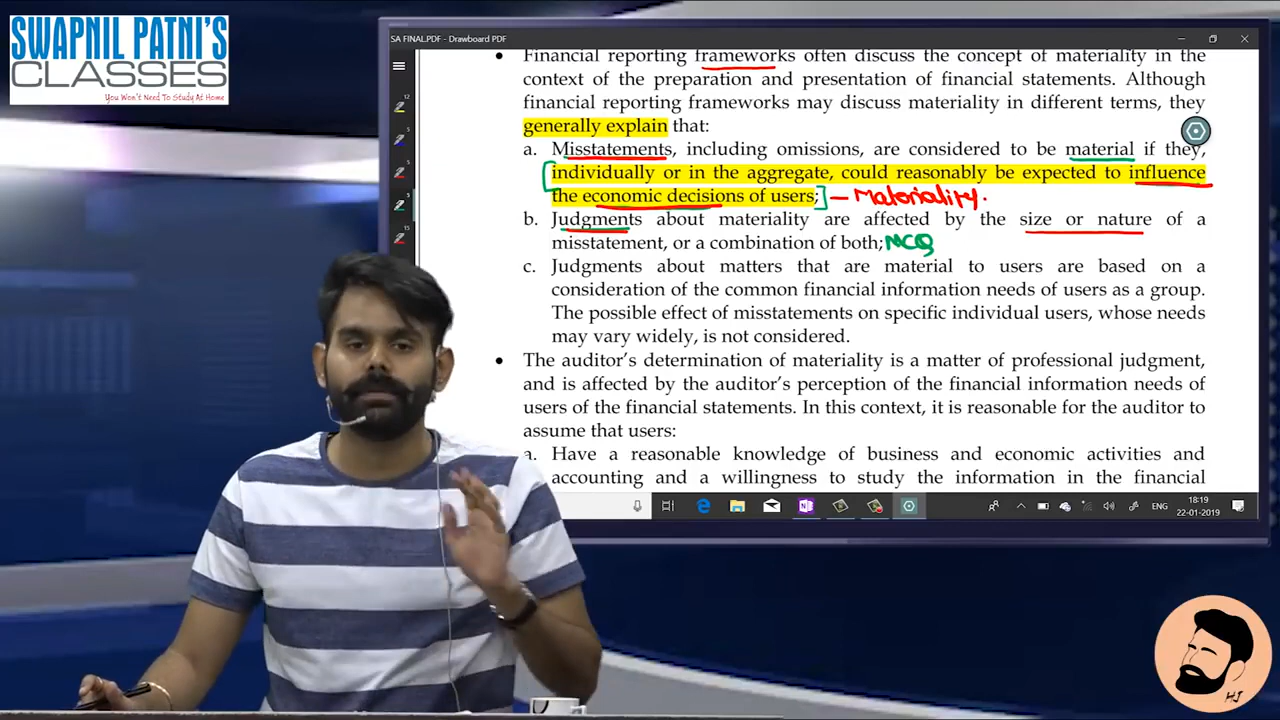 SWAPNIL PATNI'S
CLASSES
You Won't Need To Study At Home
SA FINAL.PDF - Drawboard PDF
• Financial reporting frameworks often discuss the concept of materiality in the
context of the preparation and presentation of financial statements. Although
financial reporting frameworks may discuss materiality in different terms, they
generally explain that:
a. Misstatements, including omissions, are considered to be material if they,
individually or in the aggregate, could reasonably be expected to influence
the economic decisions of users; – Materiality.
b. Judgments about materiality are affected by the size or nature of a
misstatement, or a combination of both; MCQ
c. Judgments about matters that are material to users are based on a
consideration of the common financial information needs of users as a group.
The possible effect of misstatements on specific individual users, whose needs
may vary widely, is not considered.
• The auditor's determination of materiality is a matter of professional judgment,
and is affected by the auditor's perception of the financial information needs of
users of the financial statements. In this context, it is reasonable for the auditor to
assume that users:
a. Have a reasonable knowledge of business and economic activities and
accounting and a willingness to study the information in the financial
ENG
18:19
22-01-2019
HJ